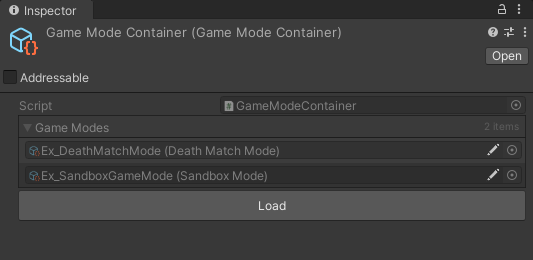 Inspector
Game Mode Container (Game Mode Container)
Open
Addressable
Script GameModeContainer
Game Modes 2 items
Ex_DeathMatchMode (Death Match Mode)
Ex_SandboxGameMode (Sandbox Mode)
Load